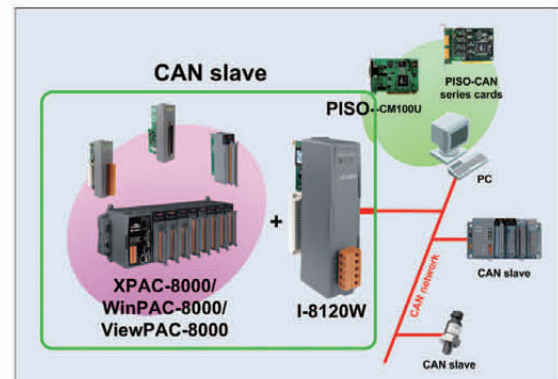 CAN slave
PISO--CM100U
PISO-CAN
series cards
PC
XPAC-8000/
WinPAC-8000/
ViewPAC-8000
+
I-8120W
CAN network
CAN slave
CAN slave